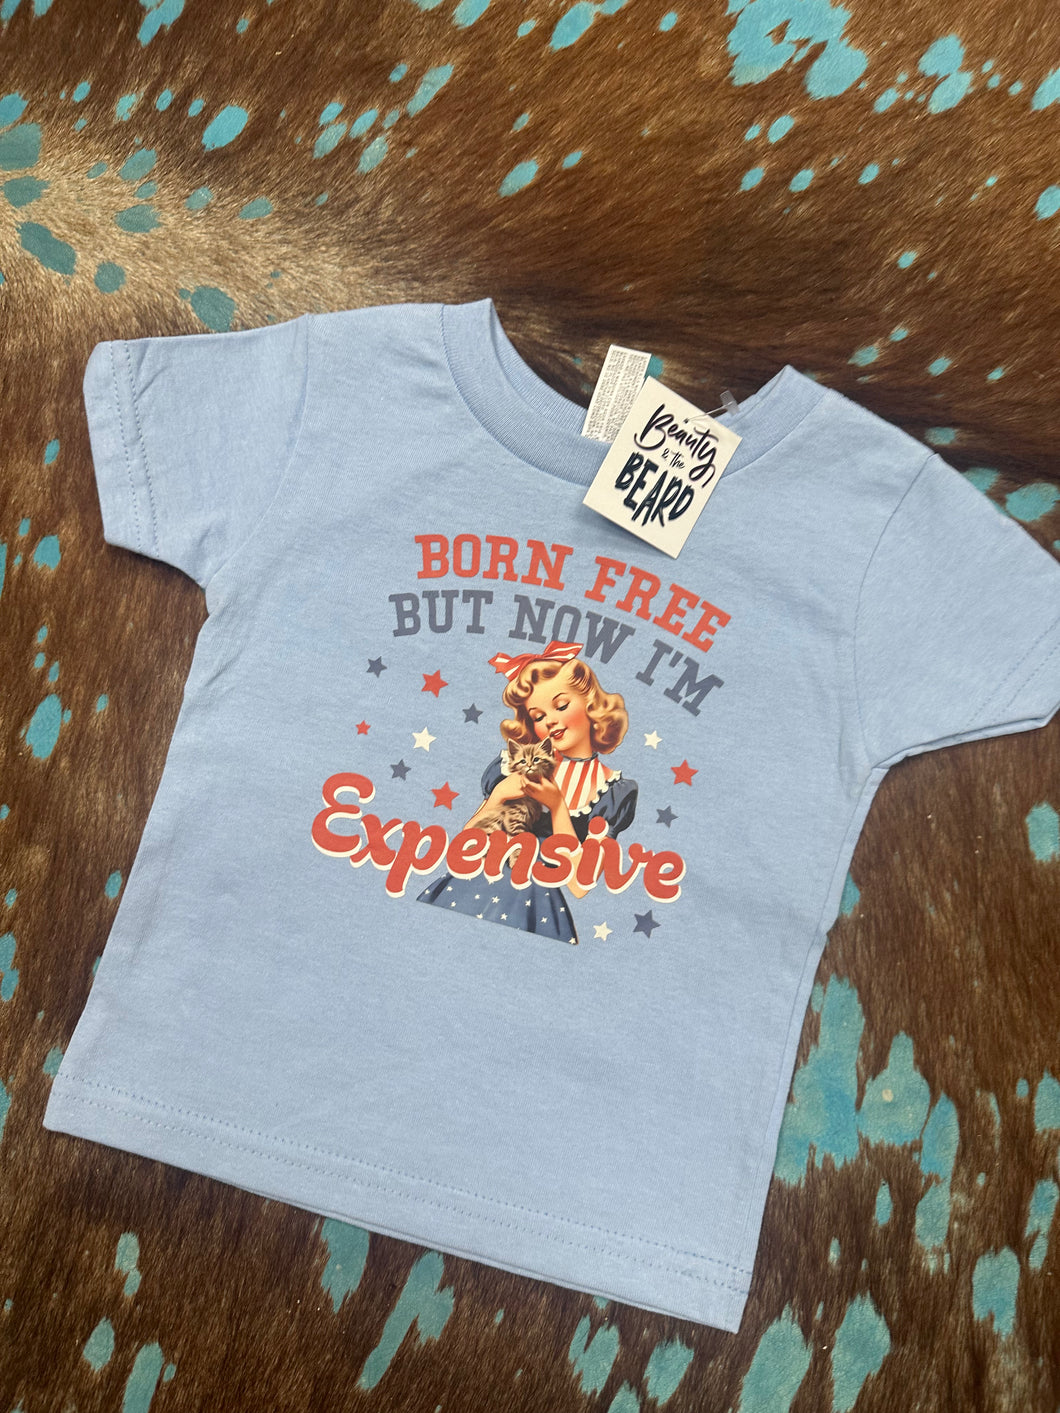 Beauty
& the
BEARD
BORN FREE
BUT NOW I'M
Expensive